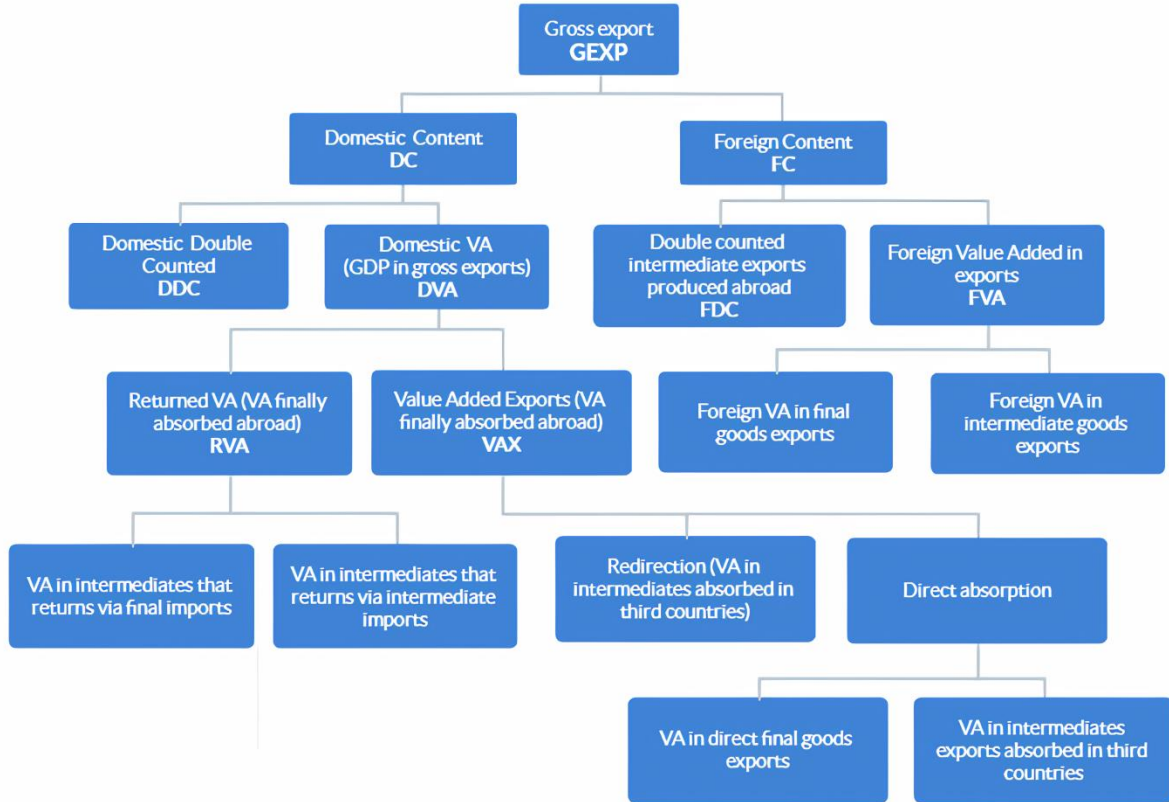 Gross export
GEXP
Domestic Content
DC
Foreign Content
FC
Domestic Double
Counted
DDC
Domestic VA
(GDP in gross exports)
DVA
Double counted
intermediate exports
produced abroad
FDC
Foreign Value Added in
exports
FVA
Returned VA (VA finally
absorbed abroad)
RVA
Value Added Exports (VA
finally absorbed abroad)
VAX
Foreign VA in final
goods exports
Foreign VA in
intermediate goods
exports
VA in intermediates that
returns via final imports
VA in intermediates that
returns via intermediate
imports
Redirection (VA in
intermediates absorbed in
third countries)
Direct absorption
VA in direct final goods
exports
VA in intermediates
exports absorbed in third
countries